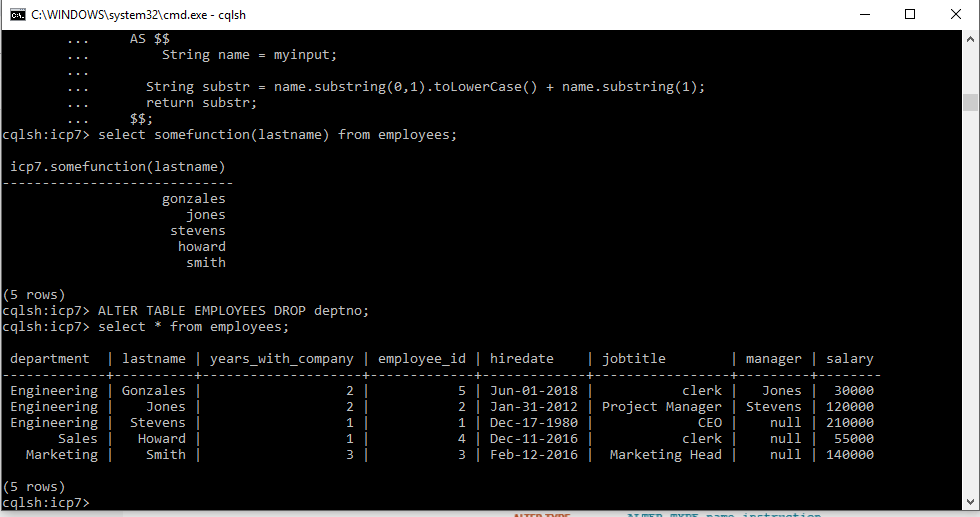 C:\WINDOWS\system32\cmd.exe - cqlsh
        ...     AS $$
        ...         String name = myinput;
        ...
        ...       String substr = name.substring(0,1).toLowerCase() + name.substring(1);
        ...       return substr;
        ...     $$;
cqlsh:icp7> select somefunction(lastname) from employees;
 icp7.somefunction(lastname)
-----------------------------
                    gonzales
                       jones
                     stevens
                      howard
                       smith
(5 rows)
cqlsh:icp7> ALTER TABLE EMPLOYEES DROP deptno;
cqlsh:icp7> select * from employees;
 department  | lastname | years_with_company | employee_id | hiredate    | jobtitle        | manager | salary
-------------+----------+--------------------+-------------+-------------+-----------------+---------+--------
 Engineering | Gonzales |                  2 |           5 | Jun-01-2018 |           clerk |   Jones |  30000
 Engineering |    Jones |                  2 |           2 | Jan-31-2012 | Project Manager | Stevens | 120000
 Engineering |  Stevens |                  1 |           1 | Dec-17-1980 |             CEO |    null | 210000
       Sales |   Howard |                  1 |           4 | Dec-11-2016 |           clerk |    null |  55000
   Marketing |    Smith |                  3 |           3 | Feb-12-2016 |  Marketing Head |    null | 140000
(5 rows)
cqlsh:icp7>